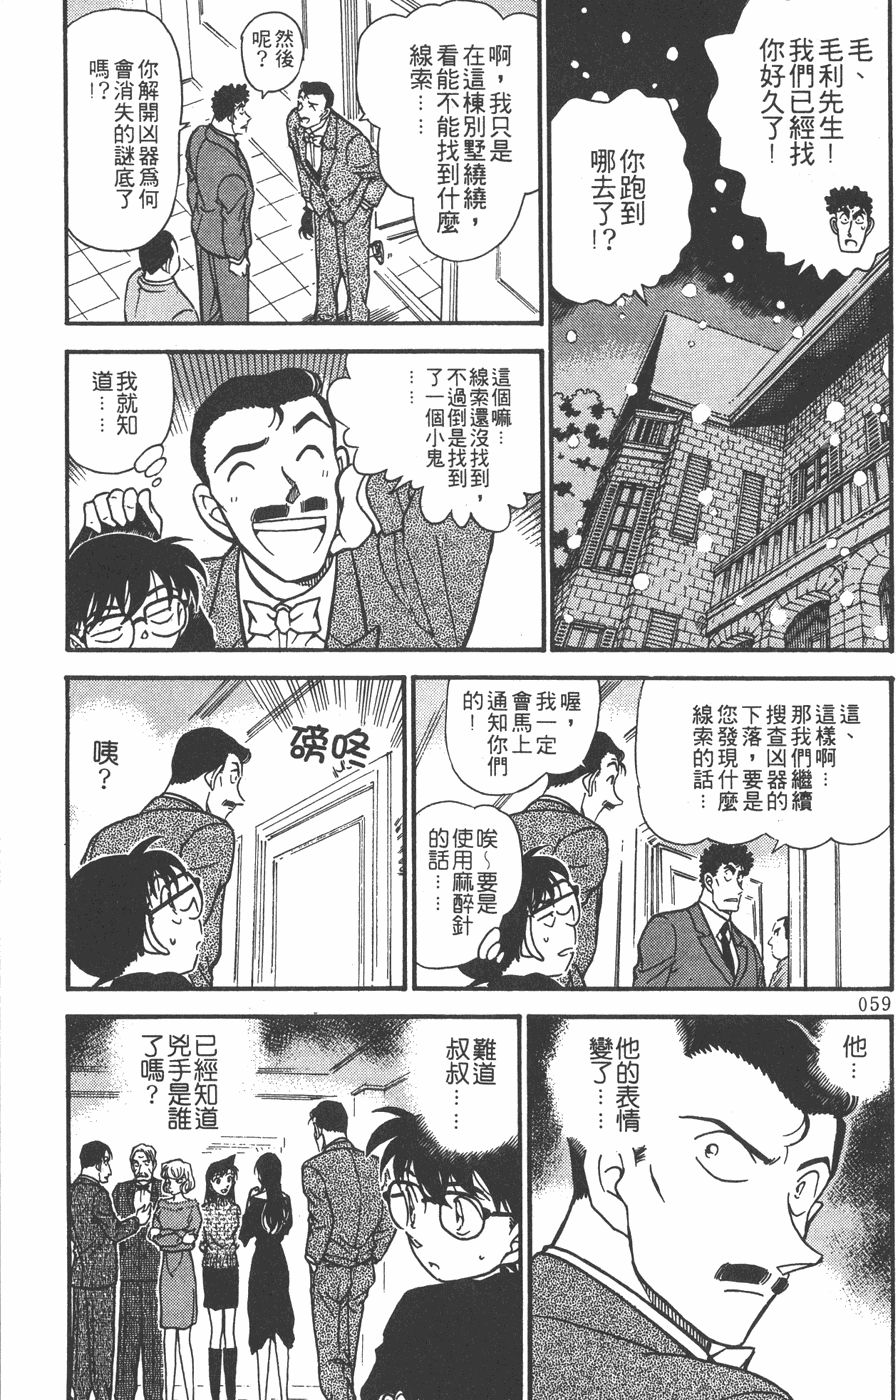 毛、
毛利先生！
我們已經找
你好久了！
你跑到
哪去了！？
啊，我只是
在這棟別墅繞繞，
看能不能找到什麼
線索……
然後
呢？
你解開凶器為何
會消失的謎底了
嗎！？
這個嘛…
線索還沒找到，
不過倒是找到
了一個小鬼
……
我就知
道……
這、
這樣啊…
那我們繼續
搜查凶器的
下落，要是
您發現什麼
線索的話…
喔，
我一定
會馬上
通知你們
的！
唉～要是
使用麻醉針
的話……
磅咚
咦？
059
他…
他的表情
變了……
難道
叔叔……
已經知道
兇手是誰
了嗎？